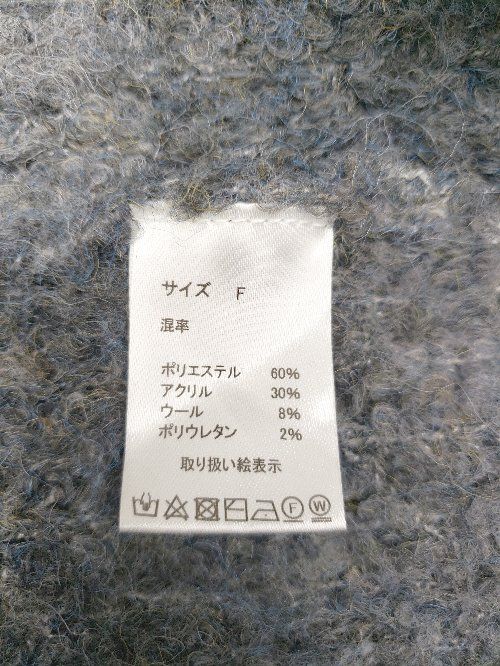 サイズ F
混率
ポリエステル 60%
アクリル 30%
ウール 8%
ポリウレタン 2%
取り扱い絵表示
F W